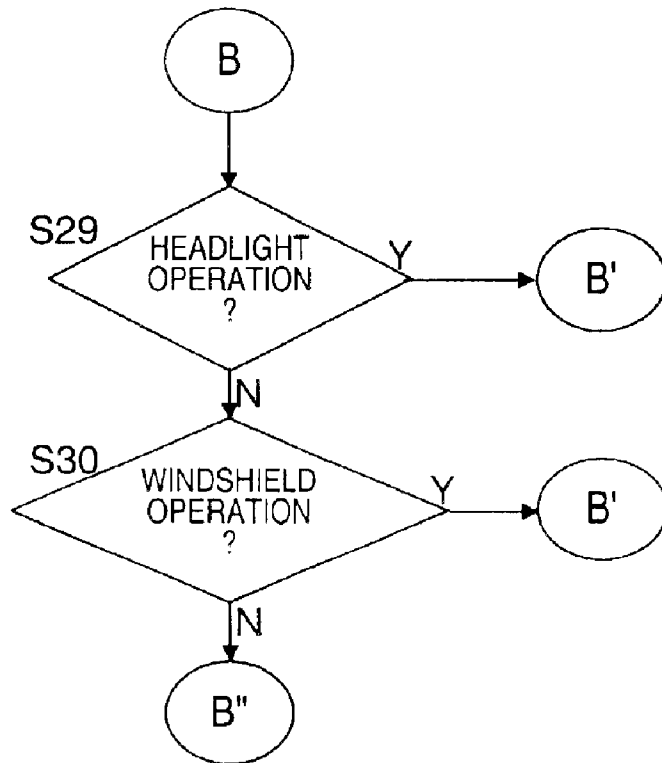 B
S29
HEADLIGHT
OPERATION
?
Y
B'
N
S30
WINDSHIELD
OPERATION
?
Y
B'
N
B"